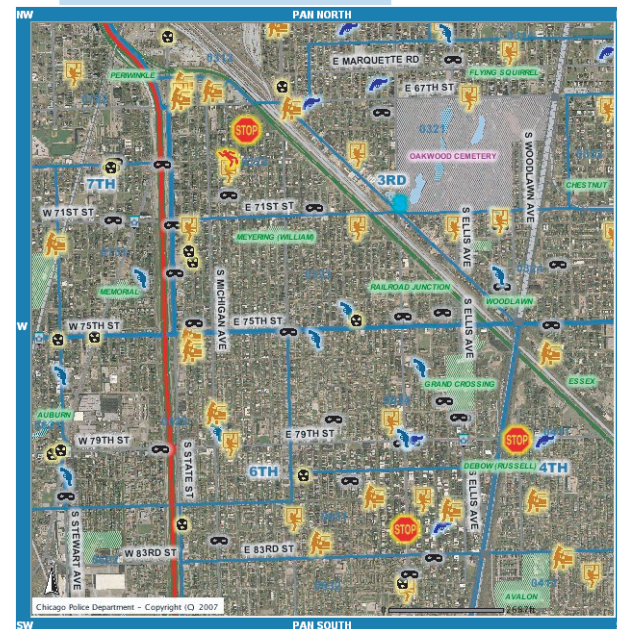 NW
PAN NORTH
E MARQUETTE RD
PERIWINKLE
FLYING SQUIRREL
E 67TH ST
0321
STOP
OAKWOOD CEMETERY
S WOODLAWN AVE
7TH
3RD
CHESTNUT
W 71ST ST
E 71ST ST
S ELLIS AVE
MEYERING (WILLIAM)
S MICHIGAN AVE
MEMORIAL
RAILROAD JUNCTION
WOODLAWN
W
W 75TH ST
E 75TH ST
S ELLIS AVE
GRAND CROSSING
ESSEX
AUBURN
W 79TH ST
E 79TH ST
STOP
S STATE ST
6TH
DEBOW (RUSSELL)
4TH
S ELLIS AVE
S STEWART AVE
STOP
W 83RD ST
E 83RD ST
AVALON
Chicago Police Department - Copyright (C) 2007
SW
PAN SOUTH